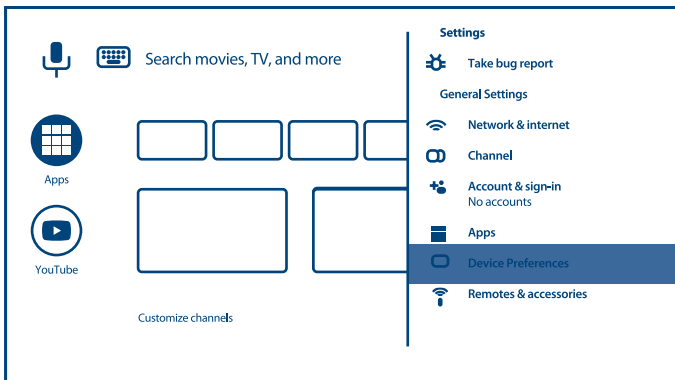 Search movies, TV, and more
Apps
YouTube
Customize channels
Settings
Take bug report
General Settings
Network & internet
Channel
Account & sign-in
No accounts
Apps
Device Preferences
Remotes & accessories